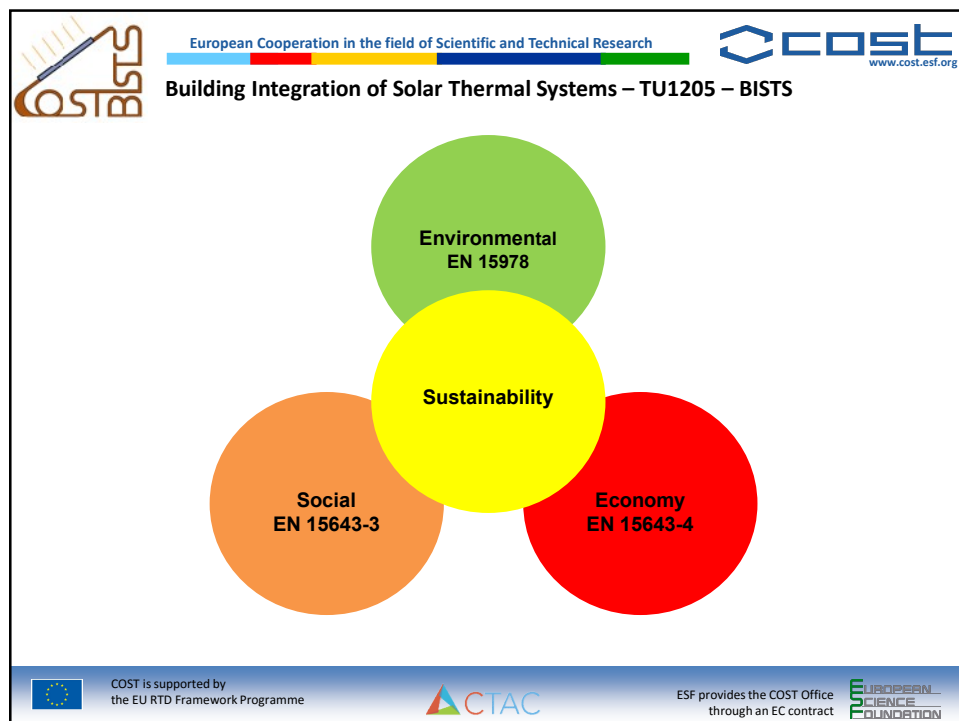 COST BISTS
European Cooperation in the field of Scientific and Technical Research
cost
www.cost.esf.org
Building Integration of Solar Thermal Systems – TU1205 – BISTS
Environmental
EN 15978
Sustainability
Social
EN 15643-3
Economy
EN 15643-4
COST is supported by
the EU RTD Framework Programme
ACTAC
ESF provides the COST Office
through an EC contract
EUROPEAN
SCIENCE
FOUNDATION